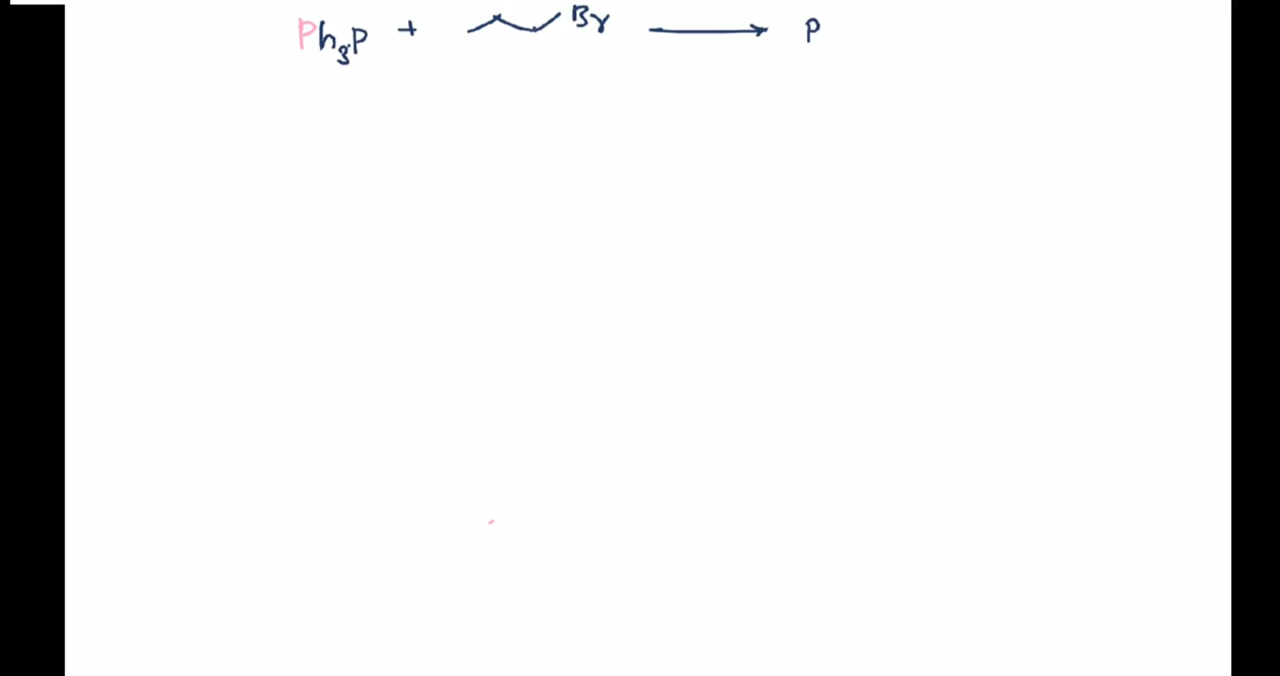 Ph₃P + Br ⟶ P